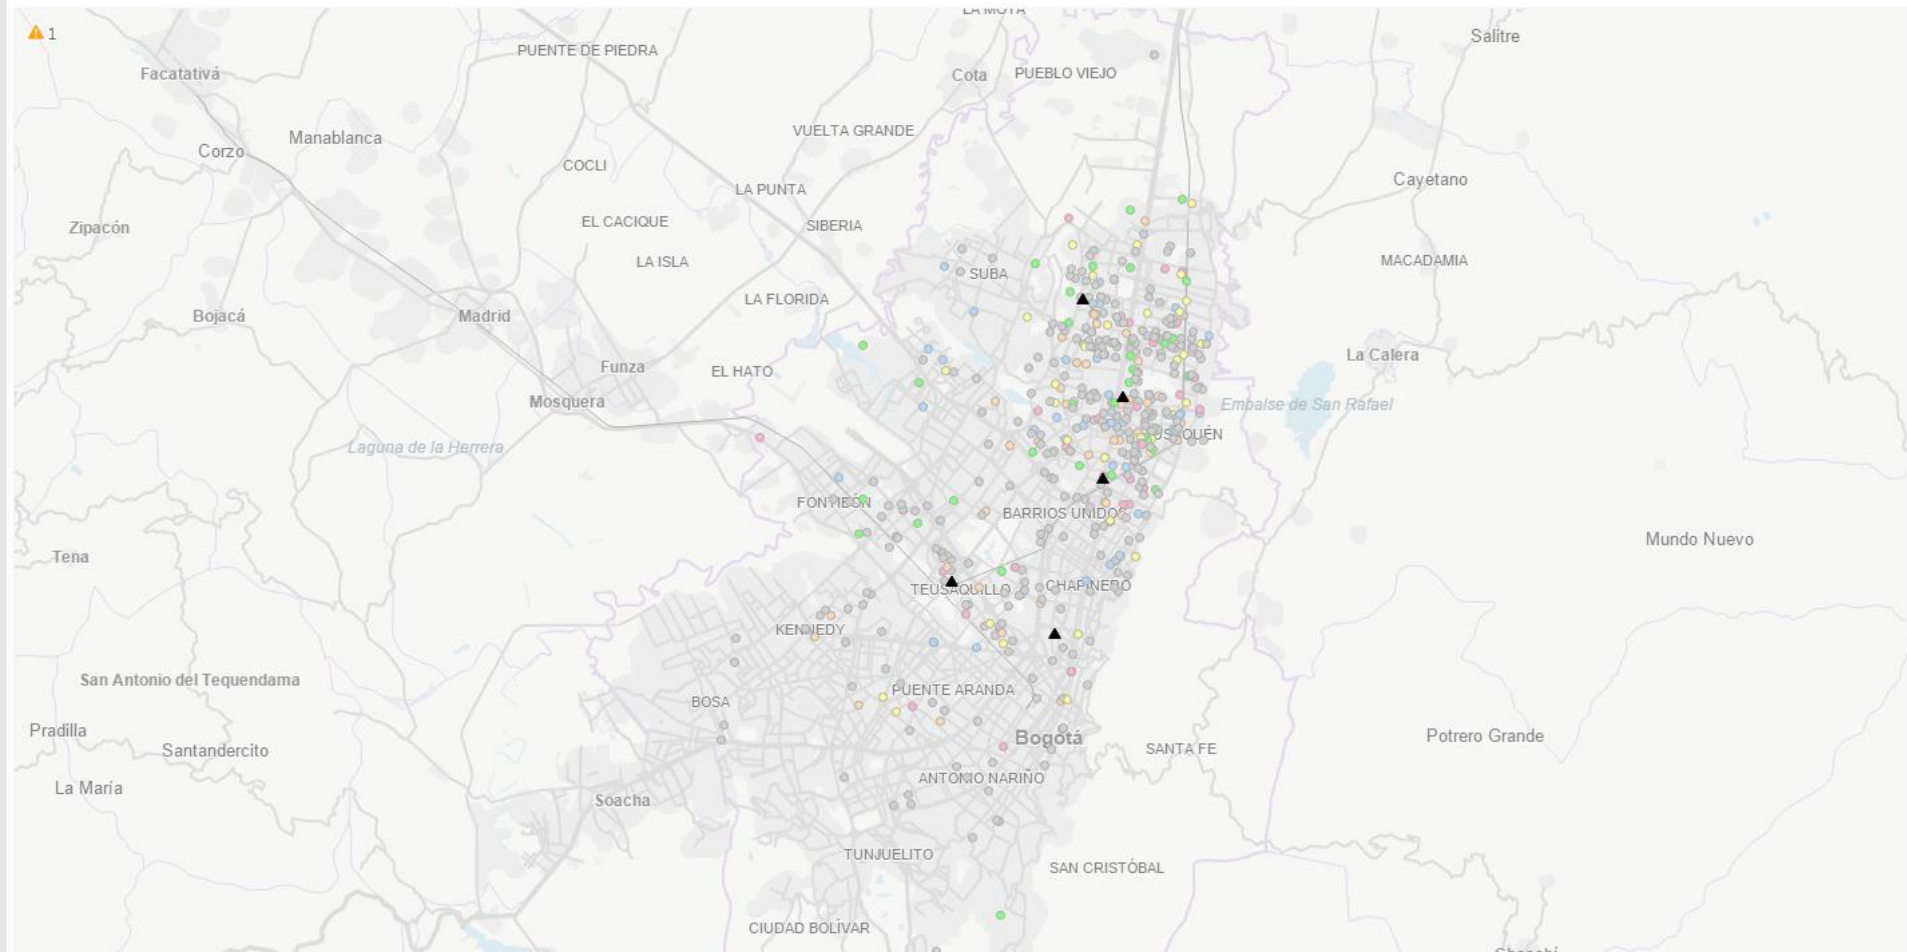 LA MOTA
1
Salitre
PUENTE DE PIEDRA
Facatativá
Cota
PUEBLO VIEJO
VUELTA GRANDE
Manablanca
Corzo
COCLI
Cayetano
LA PUNTA
EL CACIQUE
SIBERIA
Zipacón
LA ISLA
MACADAMIA
SUBA
LA FLORIDA
Bojacá
Madrid
La Calera
Funza
EL HATO
Mosquera
Embalse de San Rafael
USAQUÉN
Laguna de la Herrera
FONTIBÓN
BARRIOS UNIDOS
Mundo Nuevo
Tena
TEUSAQUILLO
CHAPINERO
KENNEDY
San Antonio del Tequendama
PUENTE ARANDA
BOSA
Pradilla
Potrero Grande
Bogotá
Santandercito
SANTA FE
ANTONIO NARIÑO
La María
Soacha
TUNJUELITO
SAN CRISTÓBAL
CIUDAD BOLÍVAR